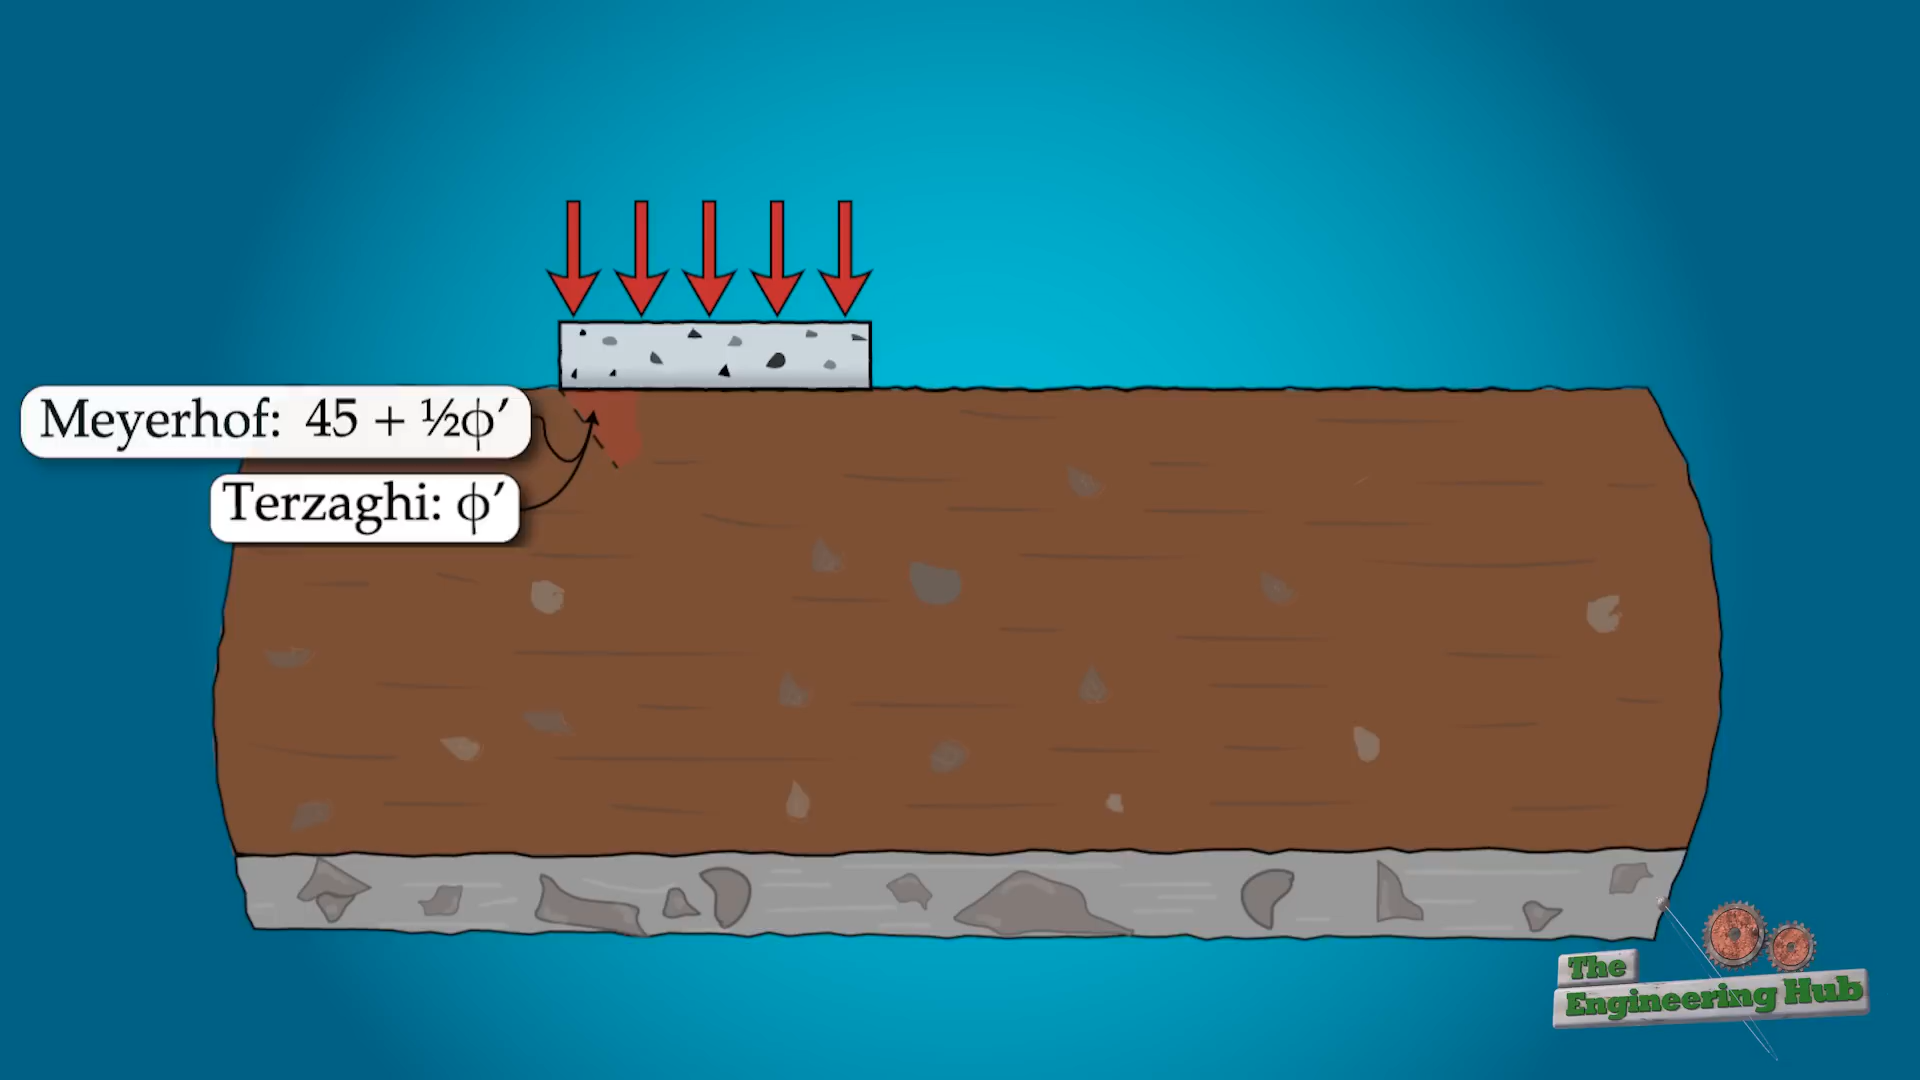 Meyerhof: 45 + ½ϕ′
Terzaghi: ϕ′
The
Engineering Hub